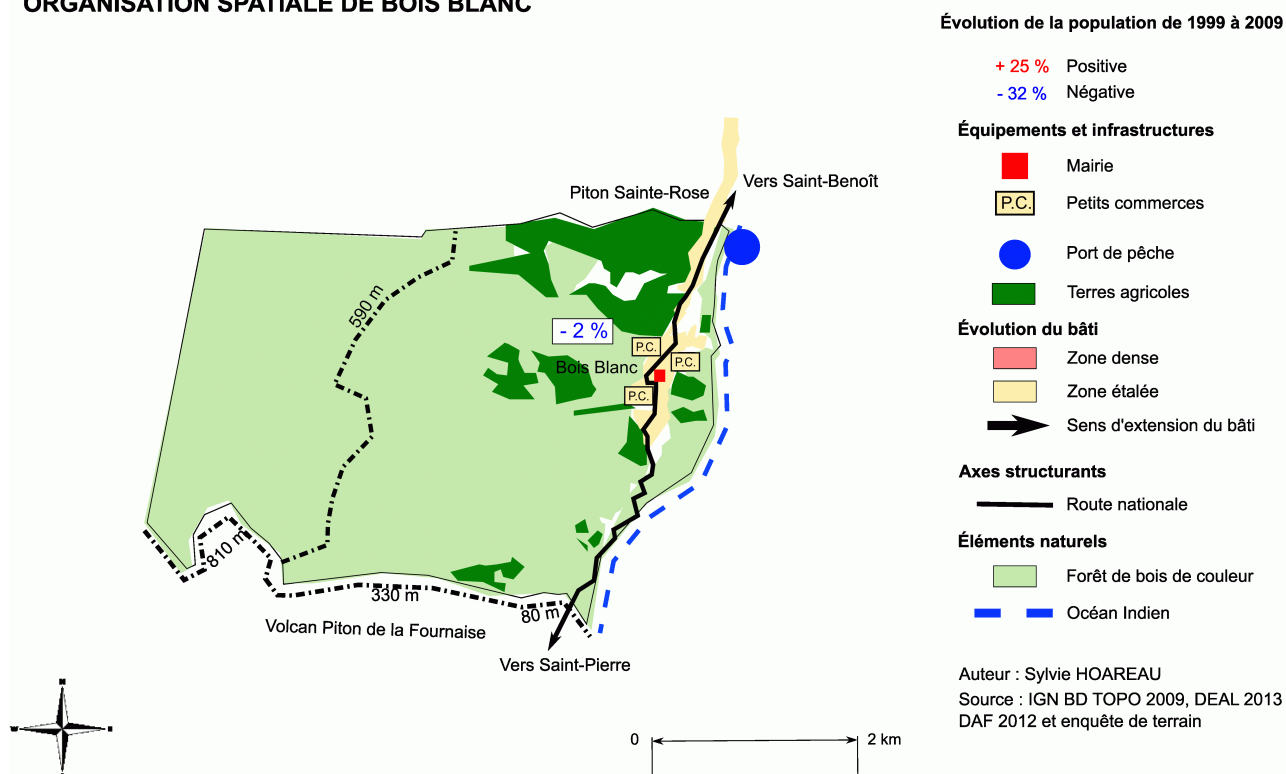 ORGANISATION SPATIALE DE BOIS BLANC
Évolution de la population de 1999 à 2009
+ 25 % Positive
- 32 % Négative
Équipements et infrastructures
Mairie
P.C. Petits commerces
Port de pêche
Terres agricoles
Évolution du bâti
Zone dense
Zone étalée
Sens d'extension du bâti
Axes structurants
Route nationale
Éléments naturels
Forêt de bois de couleur
Océan Indien
Auteur : Sylvie HOAREAU
Source : IGN BD TOPO 2009, DEAL 2013
DAF 2012 et enquête de terrain
Vers Saint-Benoît
Piton Sainte-Rose
590 m
- 2 %
P.C.
P.C.
Bois Blanc
P.C.
810 m
330 m
80 m
Volcan Piton de la Fournaise
Vers Saint-Pierre
N
W E
0 2 km